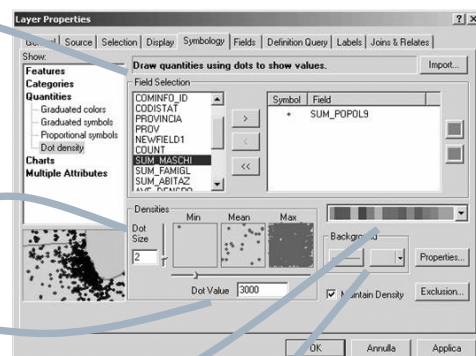 Layer Properties
General Source Selection Display Symbology Fields Definition Query Labels Joins & Relates
Show:
Features
Categories
Quantities
Graduated colors
Graduated symbols
Proportional symbols
Dot density
Charts
Multiple Attributes
Draw quantities using dots to show values.
Import...
Field Selection
COMINFO_ID
CODISTAT
PROVINCIA
PROV
NEWFIELD1
COUNT
SUM_MASCHI
SUM_FAMIGL
SUM_ABITAZ
>
<
<<
Symbol Field
SUM_POPOL9
Densities
Min Mean Max
Dot Size
2
Dot Value 3000
Background
Properties...
Maintain Density
Exclusion...
OK Annulla Applica